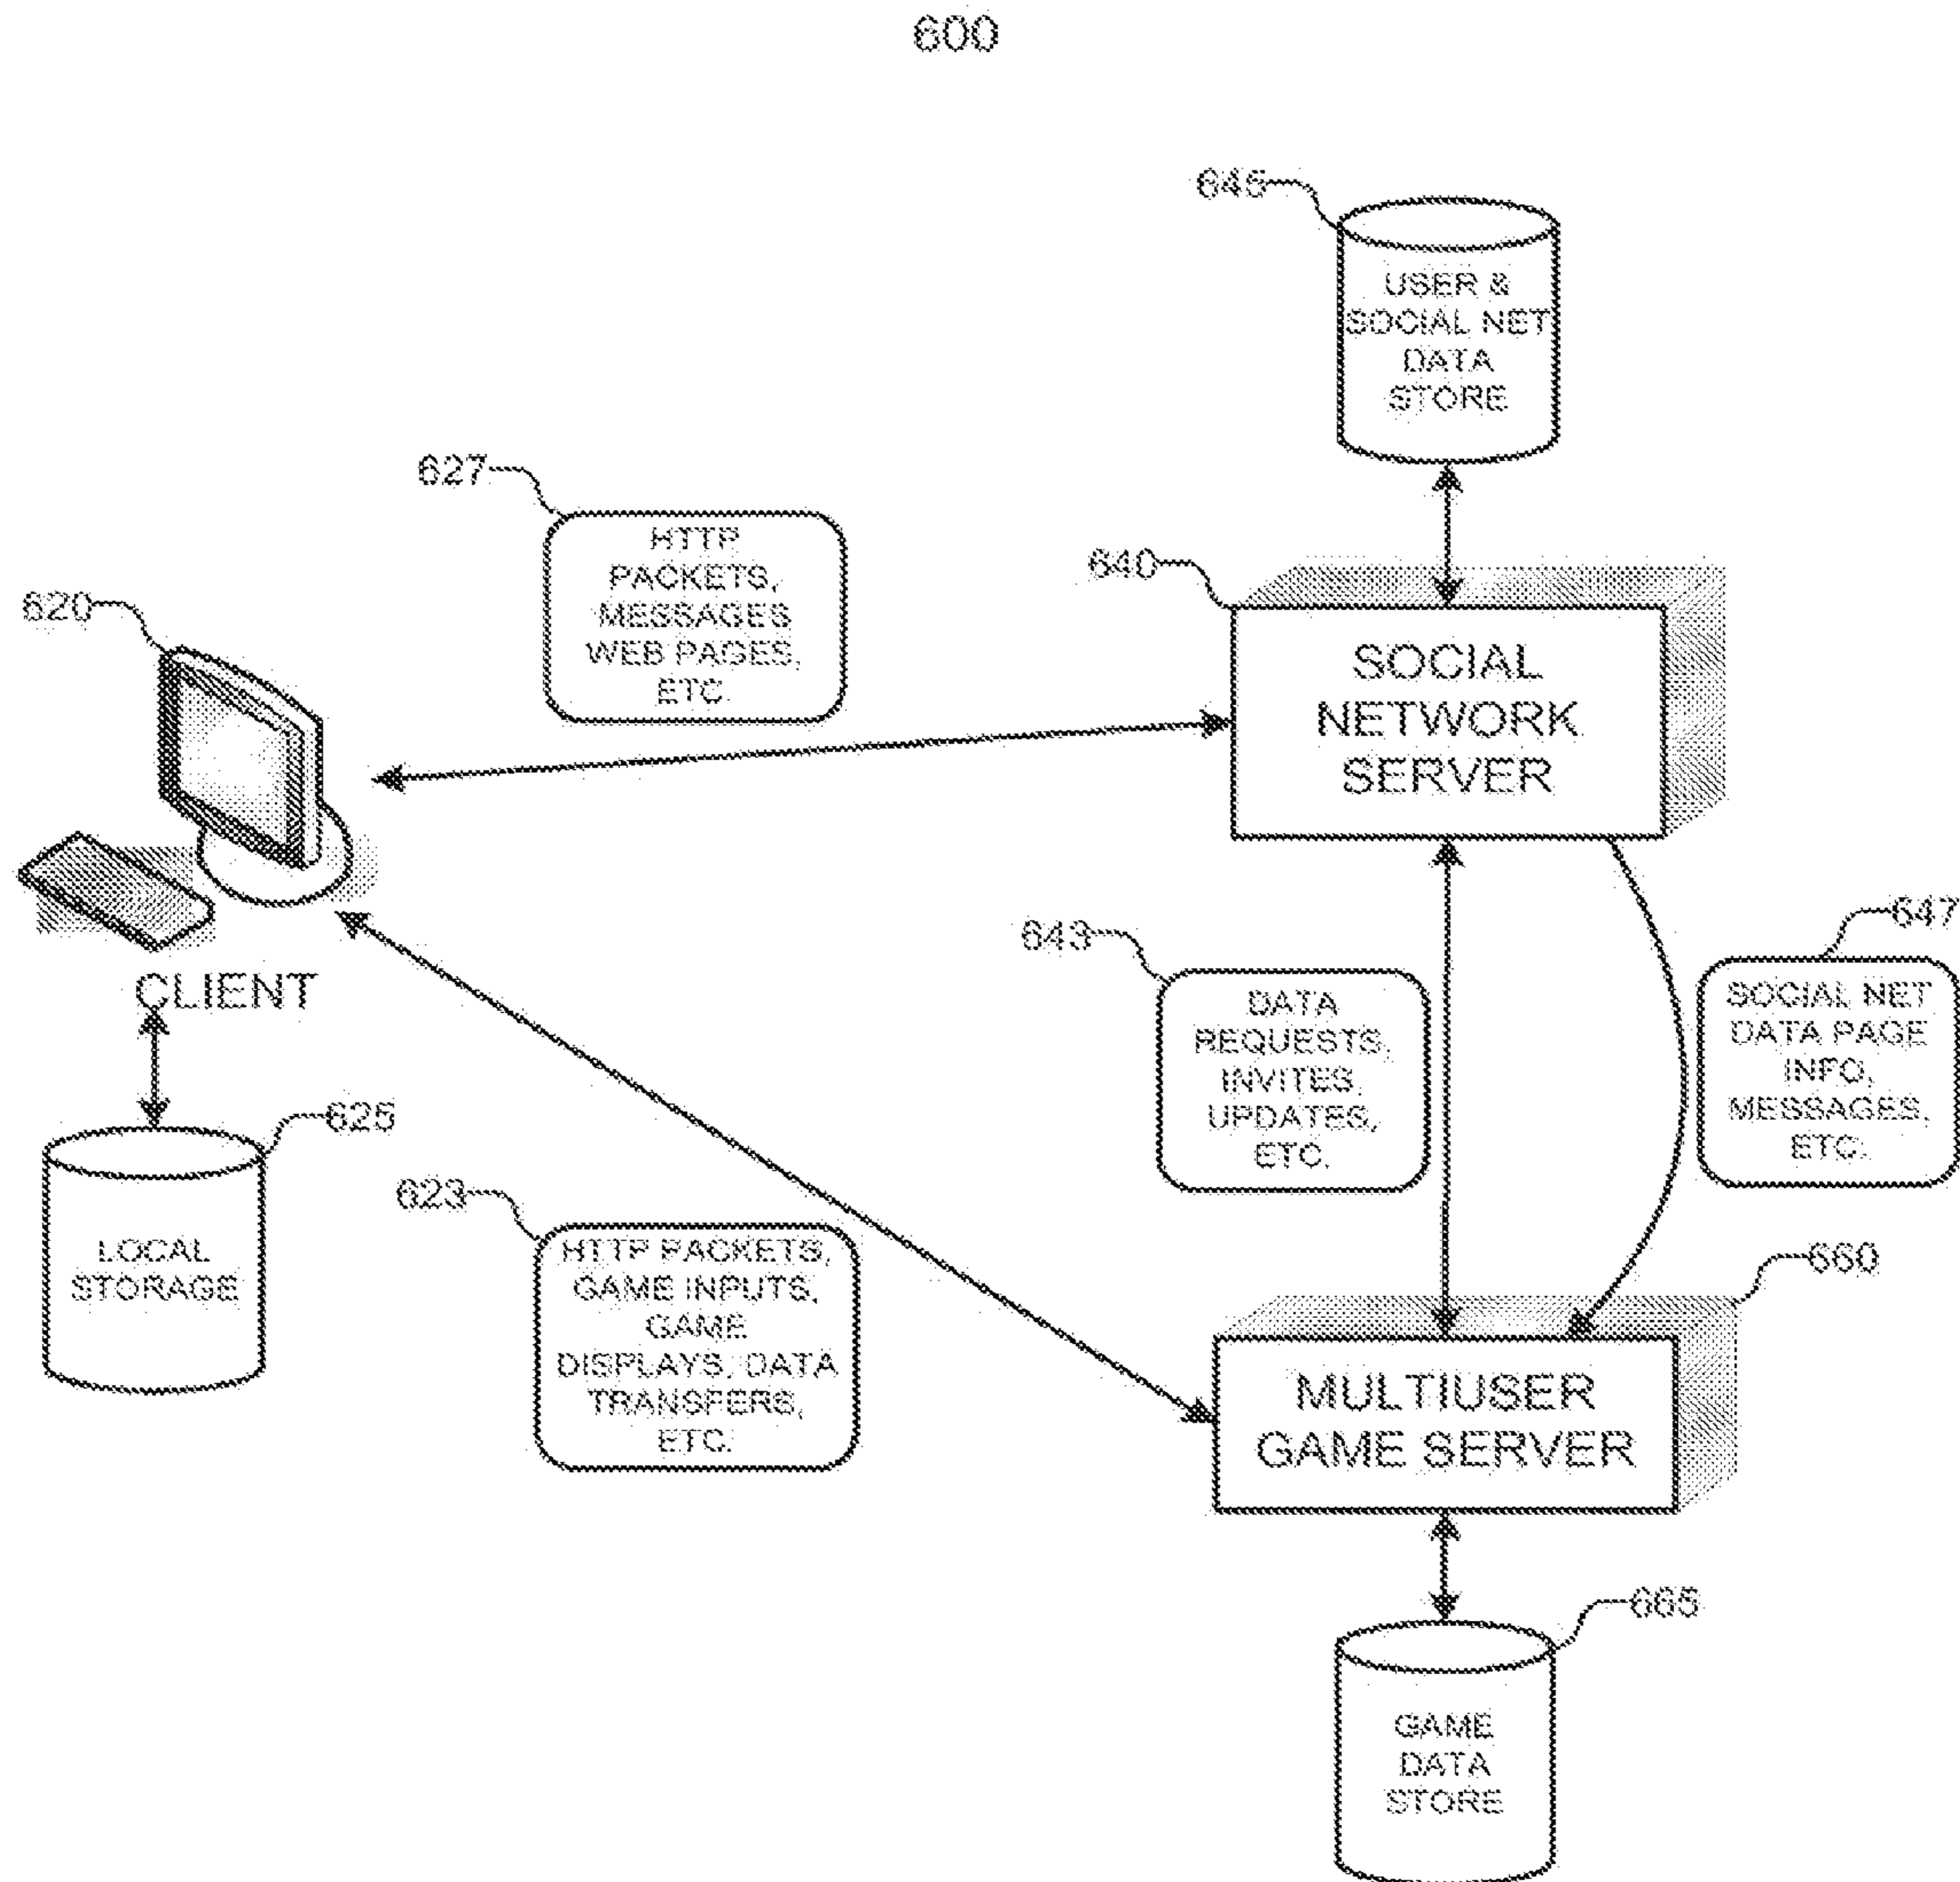 600
645
USER &
SOCIAL NET
DATA
STORE
627
HTTP
PACKETS,
MESSAGES
WEB PAGES,
ETC.
640
SOCIAL
NETWORK
SERVER
620
CLIENT
643
DATA
REQUESTS,
INVITES,
UPDATES,
ETC.
647
SOCIAL NET
DATA PAGE
INFO,
MESSAGES,
ETC.
625
LOCAL
STORAGE
623
HTTP PACKETS,
GAME INPUTS,
GAME
DISPLAYS, DATA
TRANSFERS,
ETC.
660
MULTIUSER
GAME SERVER
665
GAME
DATA
STORE